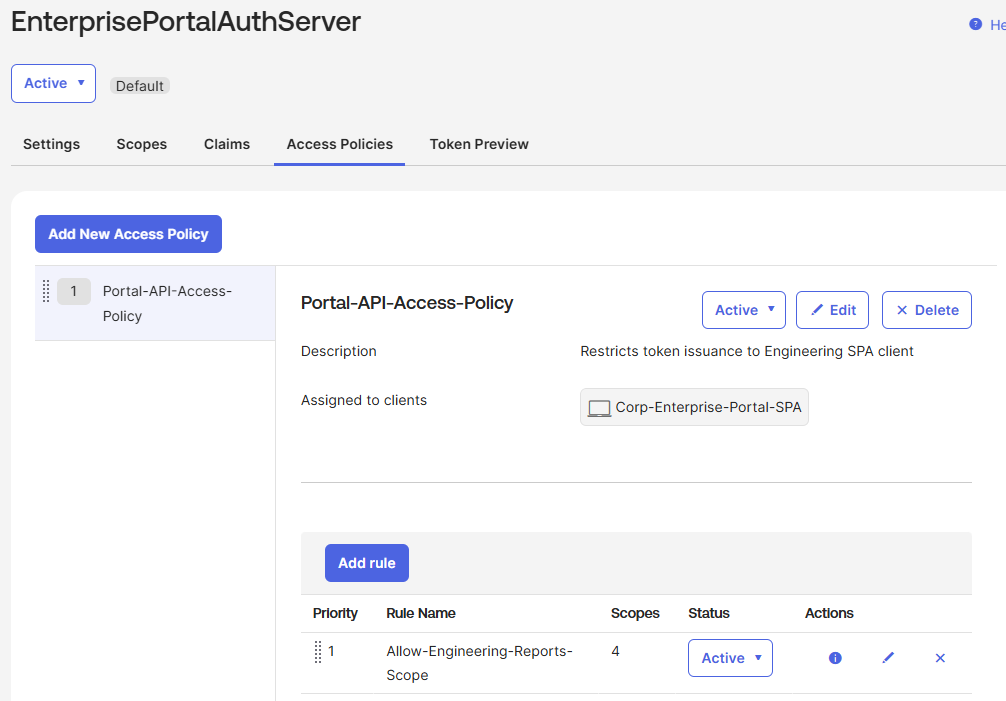 EnterprisePortalAuthServer
He
Active
Default
Settings Scopes Claims Access Policies Token Preview
Add New Access Policy
1 Portal-API-Access-
Policy
Portal-API-Access-Policy
Active Edit Delete
Description Restricts token issuance to Engineering SPA client
Assigned to clients Corp-Enterprise-Portal-SPA
Add rule
Priority Rule Name Scopes Status Actions
1 Allow-Engineering-Reports- 4 Active
Scope